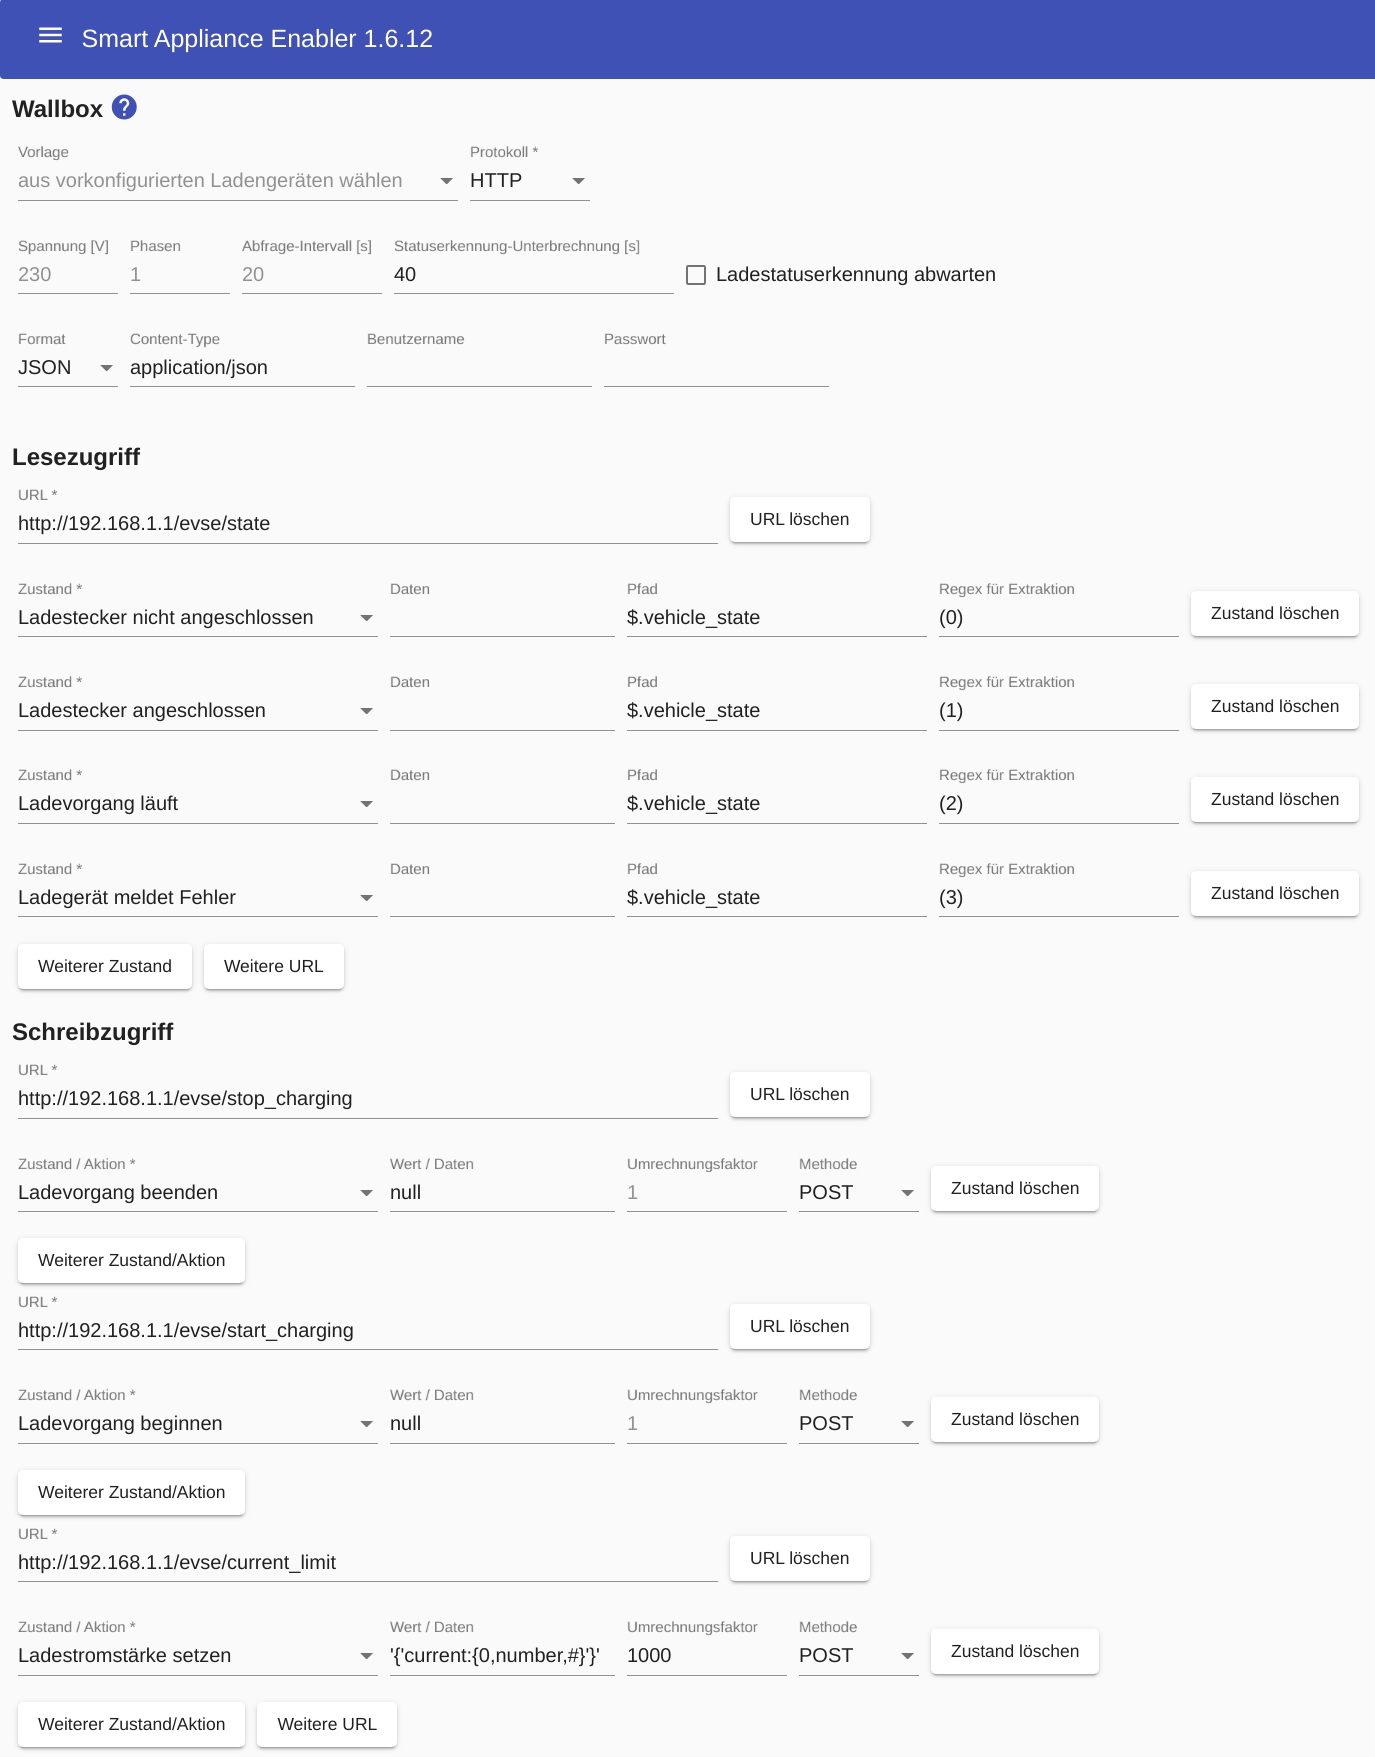 Smart Appliance Enabler 1.6.12
Wallbox ?
Vorlage Protokoll *
aus vorkonfigurierten Ladengeräten wählen HTTP
Spannung [V] Phasen Abfrage-Intervall [s] Statuserkennung-Unterbrechnung [s]
230 1 20 40 Ladestatuserkennung abwarten
Format Content-Type Benutzername Passwort
JSON application/json
Lesezugriff
URL *
http://192.168.1.1/evse/state URL löschen
Zustand * Daten Pfad Regex für Extraktion
Ladestecker nicht angeschlossen $.vehicle_state (0) Zustand löschen
Zustand * Daten Pfad Regex für Extraktion
Ladestecker angeschlossen $.vehicle_state (1) Zustand löschen
Zustand * Daten Pfad Regex für Extraktion
Ladevorgang läuft $.vehicle_state (2) Zustand löschen
Zustand * Daten Pfad Regex für Extraktion
Ladegerät meldet Fehler $.vehicle_state (3) Zustand löschen
Weiterer Zustand Weitere URL
Schreibzugriff
URL *
http://192.168.1.1/evse/stop_charging URL löschen
Zustand / Aktion * Wert / Daten Umrechnungsfaktor Methode
Ladevorgang beenden null 1 POST Zustand löschen
Weiterer Zustand/Aktion
URL *
http://192.168.1.1/evse/start_charging URL löschen
Zustand / Aktion * Wert / Daten Umrechnungsfaktor Methode
Ladevorgang beginnen null 1 POST Zustand löschen
Weiterer Zustand/Aktion
URL *
http://192.168.1.1/evse/current_limit URL löschen
Zustand / Aktion * Wert / Daten Umrechnungsfaktor Methode
Ladestromstärke setzen '{'current:{0,number,#}'}' 1000 POST Zustand löschen
Weiterer Zustand/Aktion Weitere URL